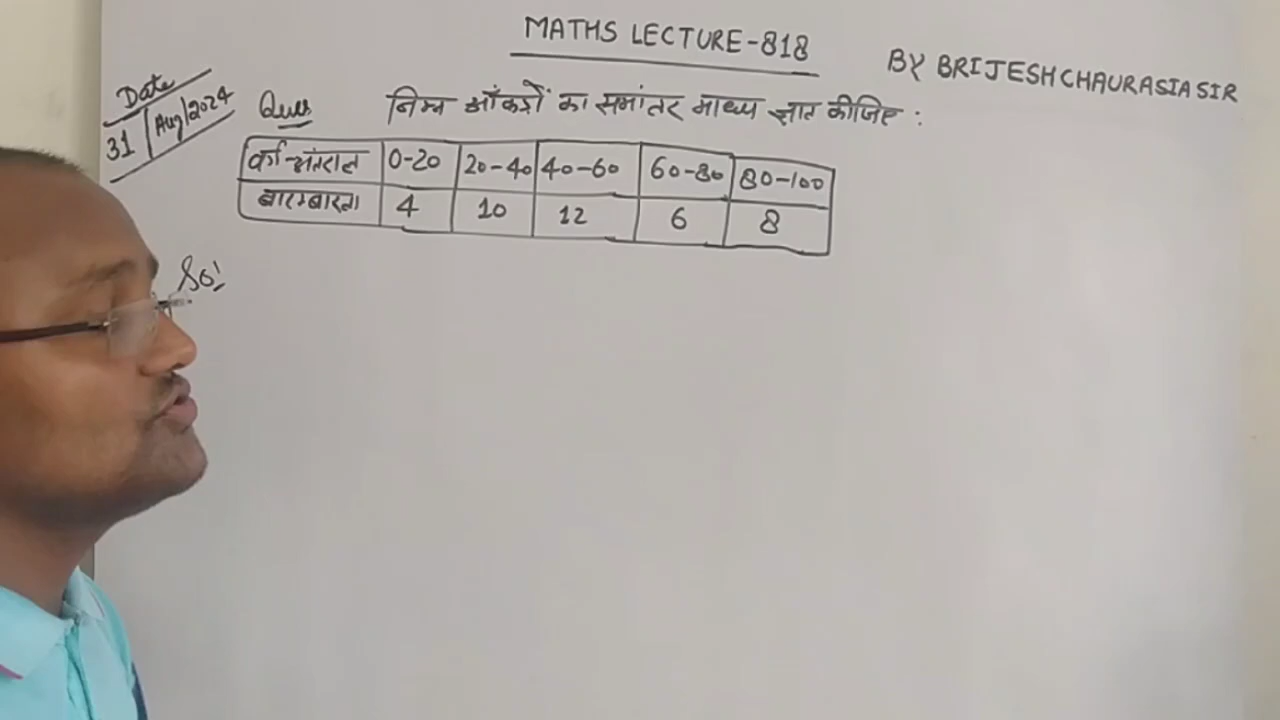 MATHS LECTURE-818
BY BRIJESH CHAURASIA SIR
Date
31/Aug/2024
Ques निम्न आँकड़ों का समांतर माध्य ज्ञात कीजिए :
वर्ग-अंतराल 0-20 20-40 40-60 60-80 80-100
बारम्बारता 4 10 12 6 8
Sol